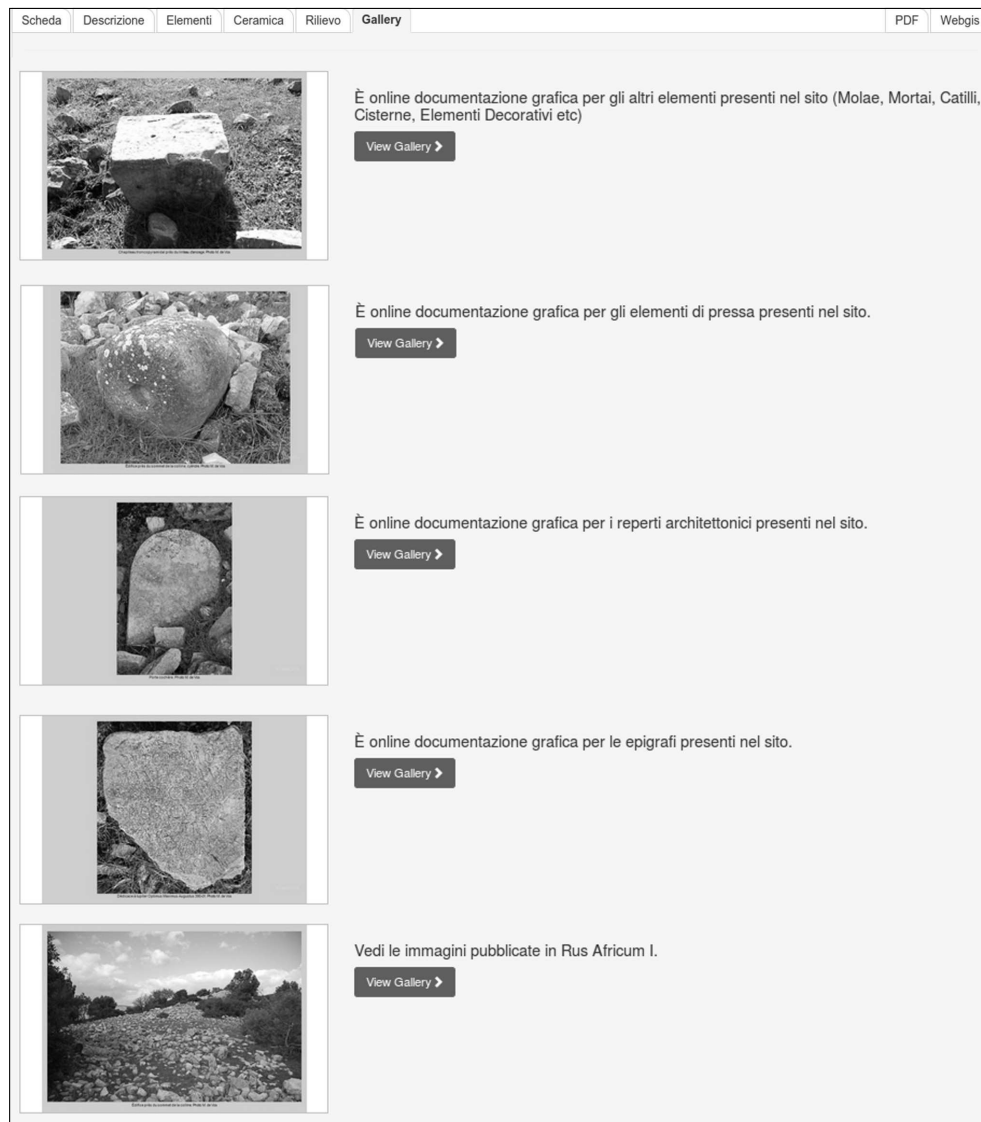 Scheda Descrizione Elementi Ceramica Rilievo Gallery PDF Webgis
È online documentazione grafica per gli altri elementi presenti nel sito (Molae, Mortai, Catilli,
Cisterne, Elementi Decorativi etc)
View Gallery
È online documentazione grafica per gli elementi di pressa presenti nel sito.
View Gallery
È online documentazione grafica per i reperti architettonici presenti nel sito.
View Gallery
È online documentazione grafica per le epigrafi presenti nel sito.
View Gallery
Vedi le immagini pubblicate in Rus Africum I.
View Gallery